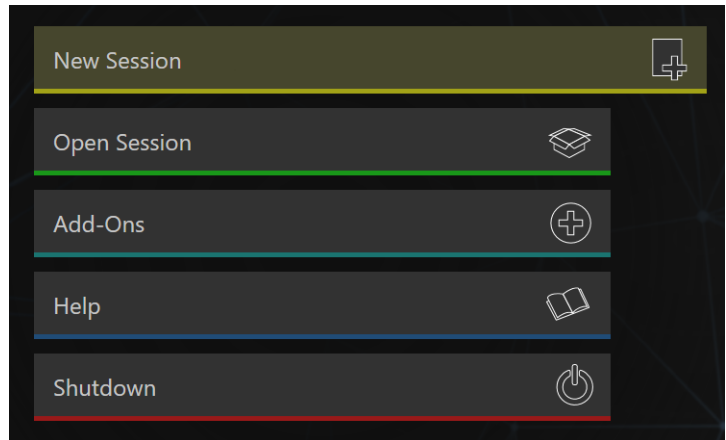 New Session
Open Session
Add-Ons
Help
Shutdown